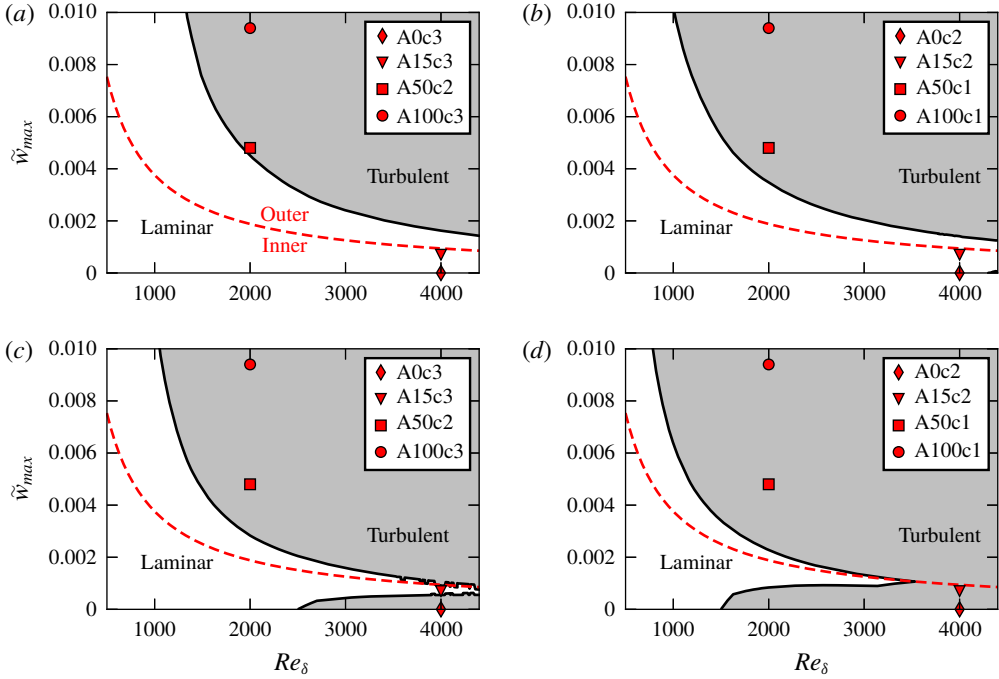 (a)
0.010
0.008
0.006
0.004
0.002
0
w̃max
A0c3
A15c3
A50c2
A100c3
Turbulent
Laminar
Outer
Inner
1000
2000
3000
4000
(b)
0.010
0.008
0.006
0.004
0.002
0
A0c2
A15c2
A50c1
A100c1
Turbulent
Laminar
1000
2000
3000
4000
(c)
0.010
0.008
0.006
0.004
0.002
0
w̃max
A0c3
A15c3
A50c2
A100c3
Turbulent
Laminar
1000
2000
3000
4000
Reδ
(d)
0.010
0.008
0.006
0.004
0.002
0
A0c2
A15c2
A50c1
A100c1
Turbulent
Laminar
1000
2000
3000
4000
Reδ